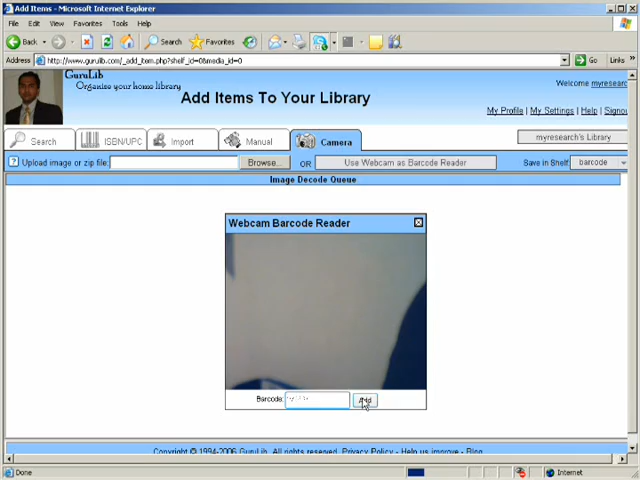 Add Items - Microsoft Internet Explorer
File Edit View Favorites Tools Help
Back Search Favorites
Address http://www.gurulib.com/_add_item.php?shelf_id=0&media_id=0 Go Links »
GuruLib
Organise your home library
Add Items To Your Library
Welcome myresearc
My Profile | My Settings | Help | Signou
Search ISBN/UPC Import Manual Camera myresearch's Library
? Upload image or zip file: Browse... OR Use Webcam as Barcode Reader Save in Shelf barcode
Image Decode Queue
Webcam Barcode Reader
Barcode: Add
Copyright © 1994-2006 GuruLib. All rights reserved. Privacy Policy - Help us improve - Blog
Done Internet